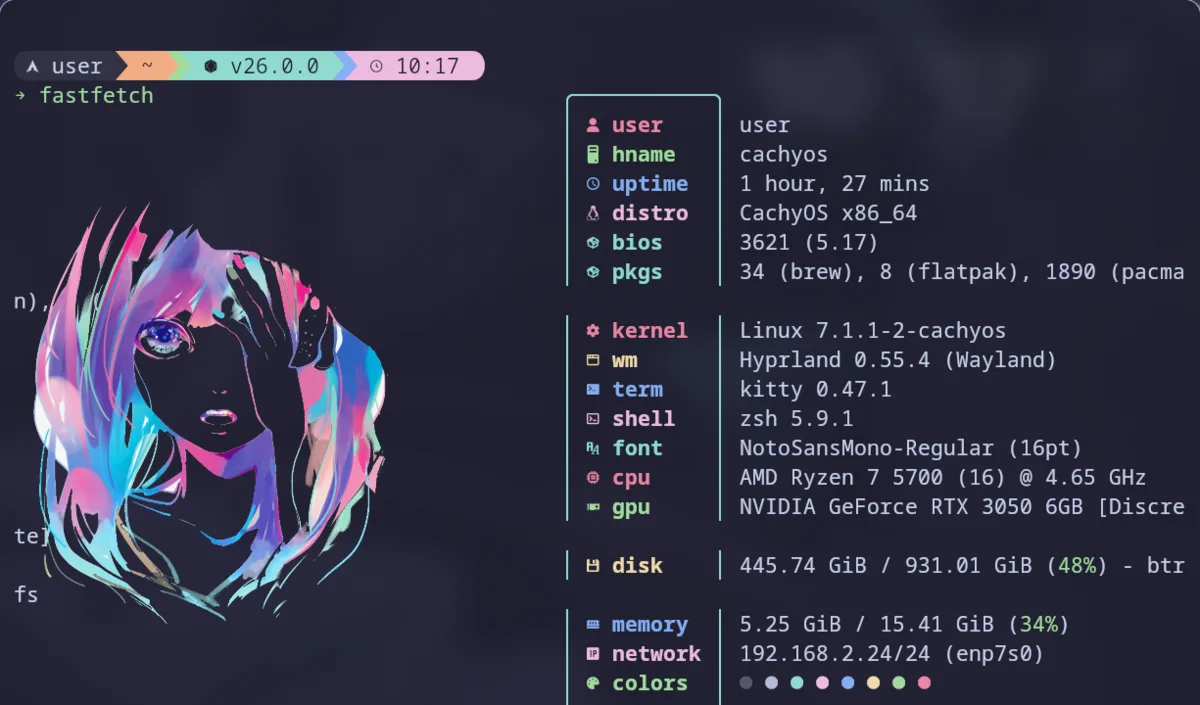 user ~ v26.0.0 10:17
→ fastfetch
user user
hname cachyos
uptime 1 hour, 27 mins
distro CachyOS x86_64
bios 3621 (5.17)
pkgs 34 (brew), 8 (flatpak), 1890 (pacma
n),
kernel Linux 7.1.1-2-cachyos
wm Hyprland 0.55.4 (Wayland)
term kitty 0.47.1
shell zsh 5.9.1
font NotoSansMono-Regular (16pt)
cpu AMD Ryzen 7 5700 (16) @ 4.65 GHz
gpu NVIDIA GeForce RTX 3050 6GB [Discre
te]
disk 445.74 GiB / 931.01 GiB (48%) - btr
fs
memory 5.25 GiB / 15.41 GiB (34%)
network 192.168.2.24/24 (enp7s0)
colors